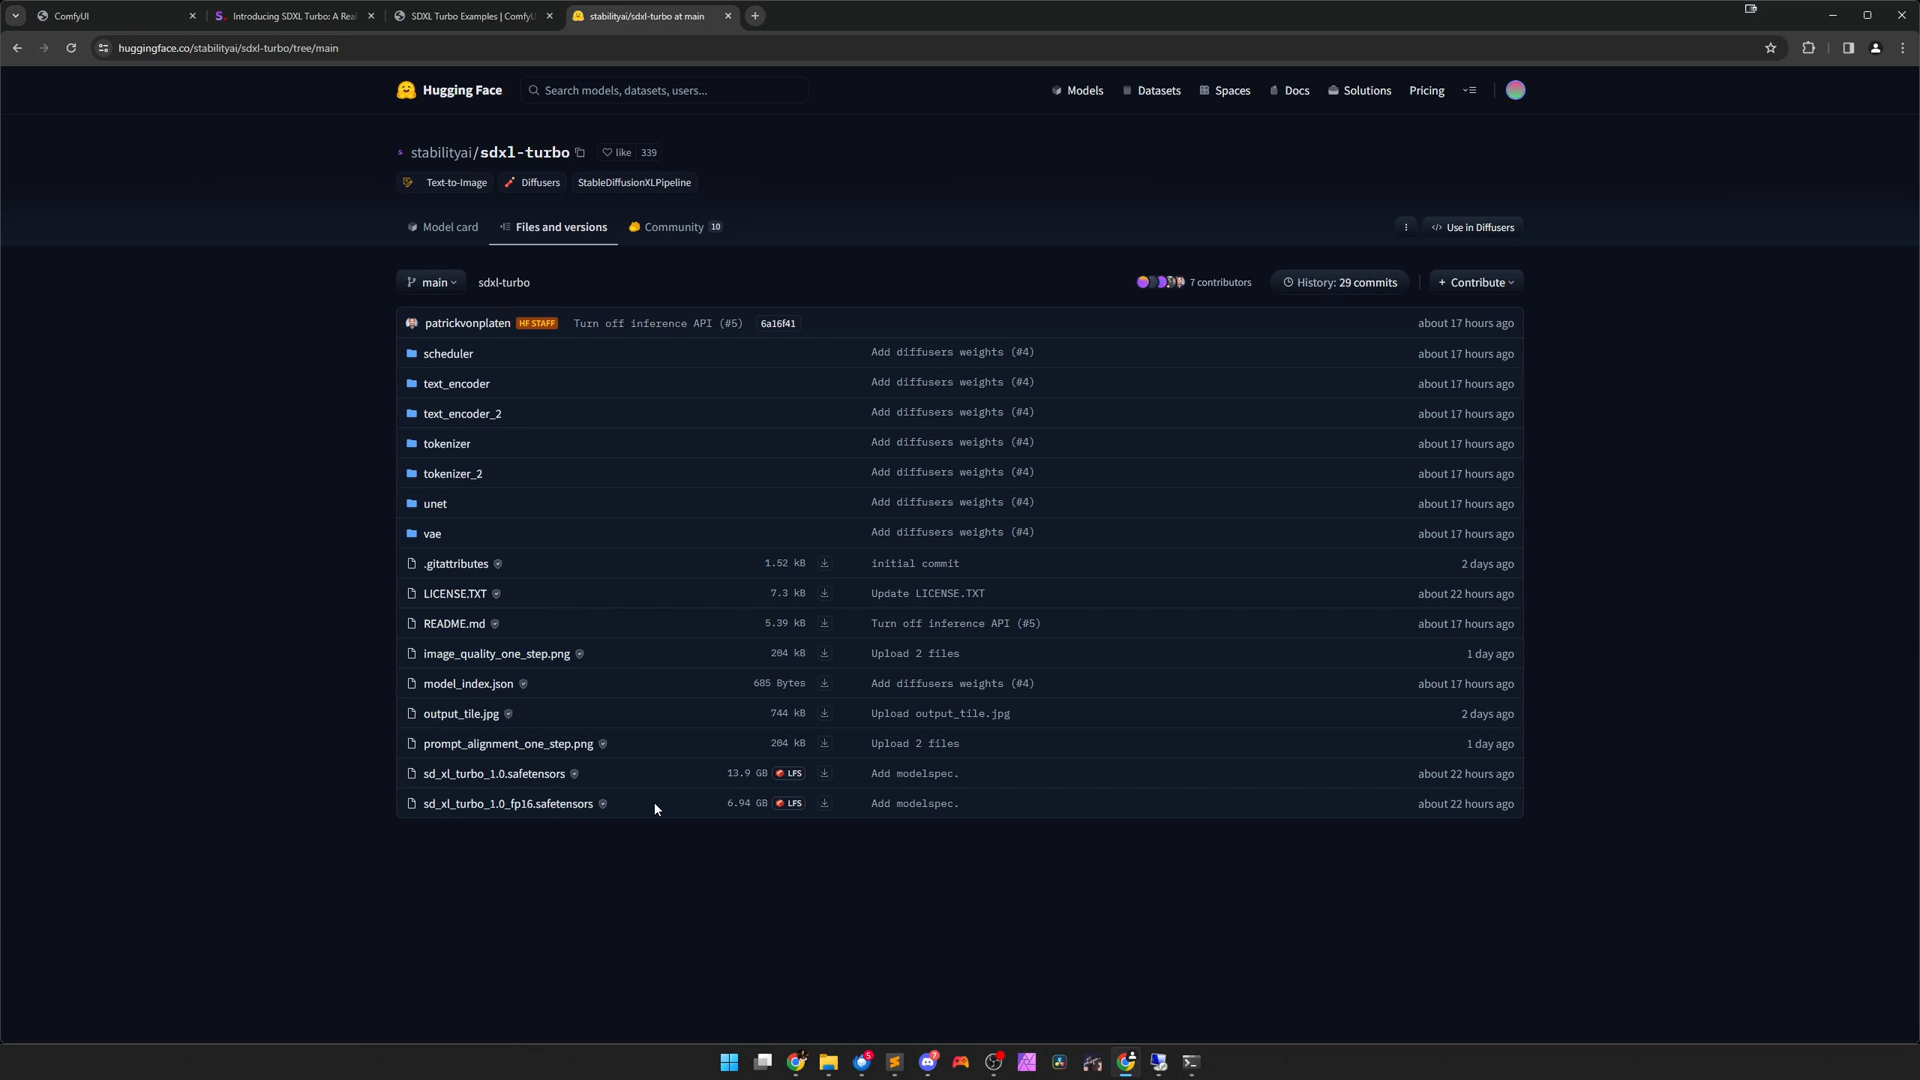 ComfyUI
Introducing SDXL Turbo: A Rea
SDXL Turbo Examples | ComfyU
stabilityai/sdxl-turbo at main
huggingface.co/stabilityai/sdxl-turbo/tree/main
Hugging Face
Search models, datasets, users...
Models
Datasets
Spaces
Docs
Solutions
Pricing
stabilityai/sdxl-turbo
like 339
Text-to-Image
Diffusers
StableDiffusionXLPipeline
Model card
Files and versions
Community 10
</> Use in Diffusers
main
sdxl-turbo
7 contributors
History: 29 commits
+ Contribute
patrickvonplaten HF STAFF Turn off inference API (#5) 6a16f41 about 17 hours ago
scheduler Add diffusers weights (#4) about 17 hours ago
text_encoder Add diffusers weights (#4) about 17 hours ago
text_encoder_2 Add diffusers weights (#4) about 17 hours ago
tokenizer Add diffusers weights (#4) about 17 hours ago
tokenizer_2 Add diffusers weights (#4) about 17 hours ago
unet Add diffusers weights (#4) about 17 hours ago
vae Add diffusers weights (#4) about 17 hours ago
.gitattributes 1.52 kB initial commit 2 days ago
LICENSE.TXT 7.3 kB Update LICENSE.TXT about 22 hours ago
README.md 5.39 kB Turn off inference API (#5) about 17 hours ago
image_quality_one_step.png 204 kB Upload 2 files 1 day ago
model_index.json 685 Bytes Add diffusers weights (#4) about 17 hours ago
output_tile.jpg 744 kB Upload output_tile.jpg 2 days ago
prompt_alignment_one_step.png 204 kB Upload 2 files 1 day ago
sd_xl_turbo_1.0.safetensors 13.9 GB LFS Add modelspec. about 22 hours ago
sd_xl_turbo_1.0_fp16.safetensors 6.94 GB LFS Add modelspec. about 22 hours ago